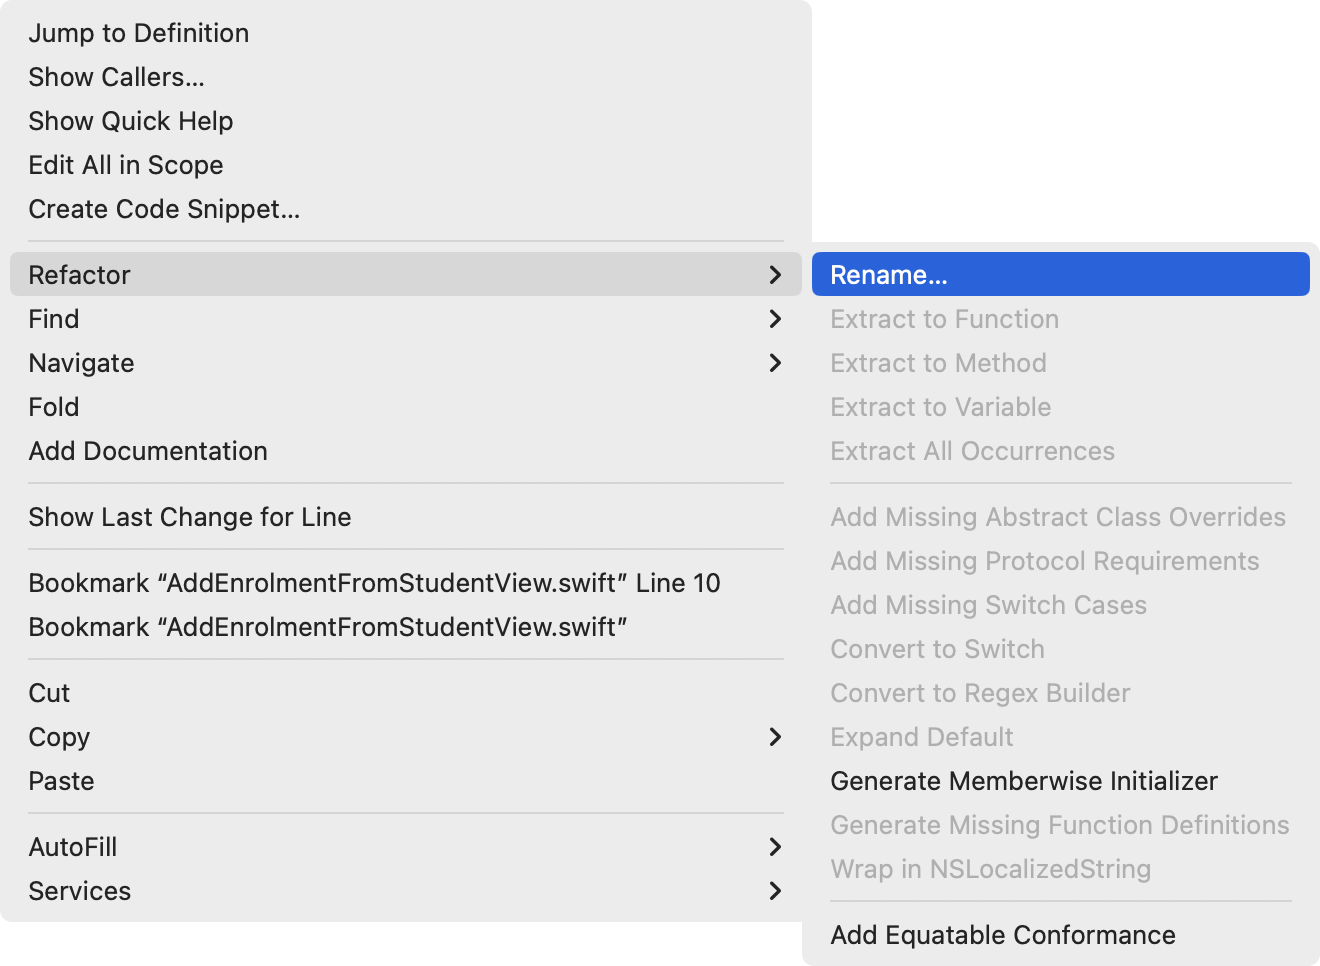 Jump to Definition
Show Callers...
Show Quick Help
Edit All in Scope
Create Code Snippet...
Refactor
Find
Navigate
Fold
Add Documentation
Show Last Change for Line
Bookmark “AddEnrolmentFromStudentView.swift” Line 10
Bookmark “AddEnrolmentFromStudentView.swift”
Cut
Copy
Paste
AutoFill
Services
Rename...
Extract to Function
Extract to Method
Extract to Variable
Extract All Occurrences
Add Missing Abstract Class Overrides
Add Missing Protocol Requirements
Add Missing Switch Cases
Convert to Switch
Convert to Regex Builder
Expand Default
Generate Memberwise Initializer
Generate Missing Function Definitions
Wrap in NSLocalizedString
Add Equatable Conformance